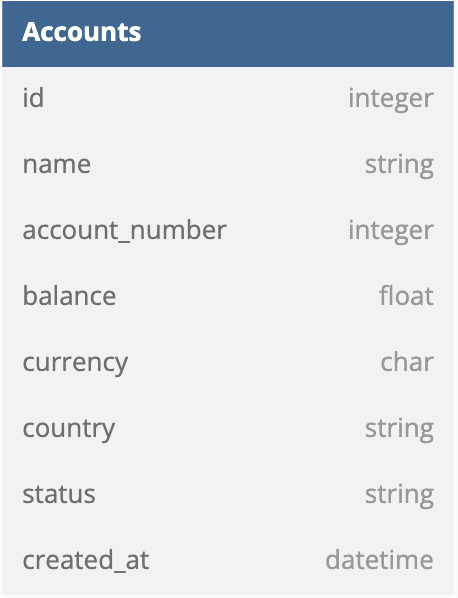 Accounts
id integer
name string
account_number integer
balance float
currency char
country string
status string
created_at datetime